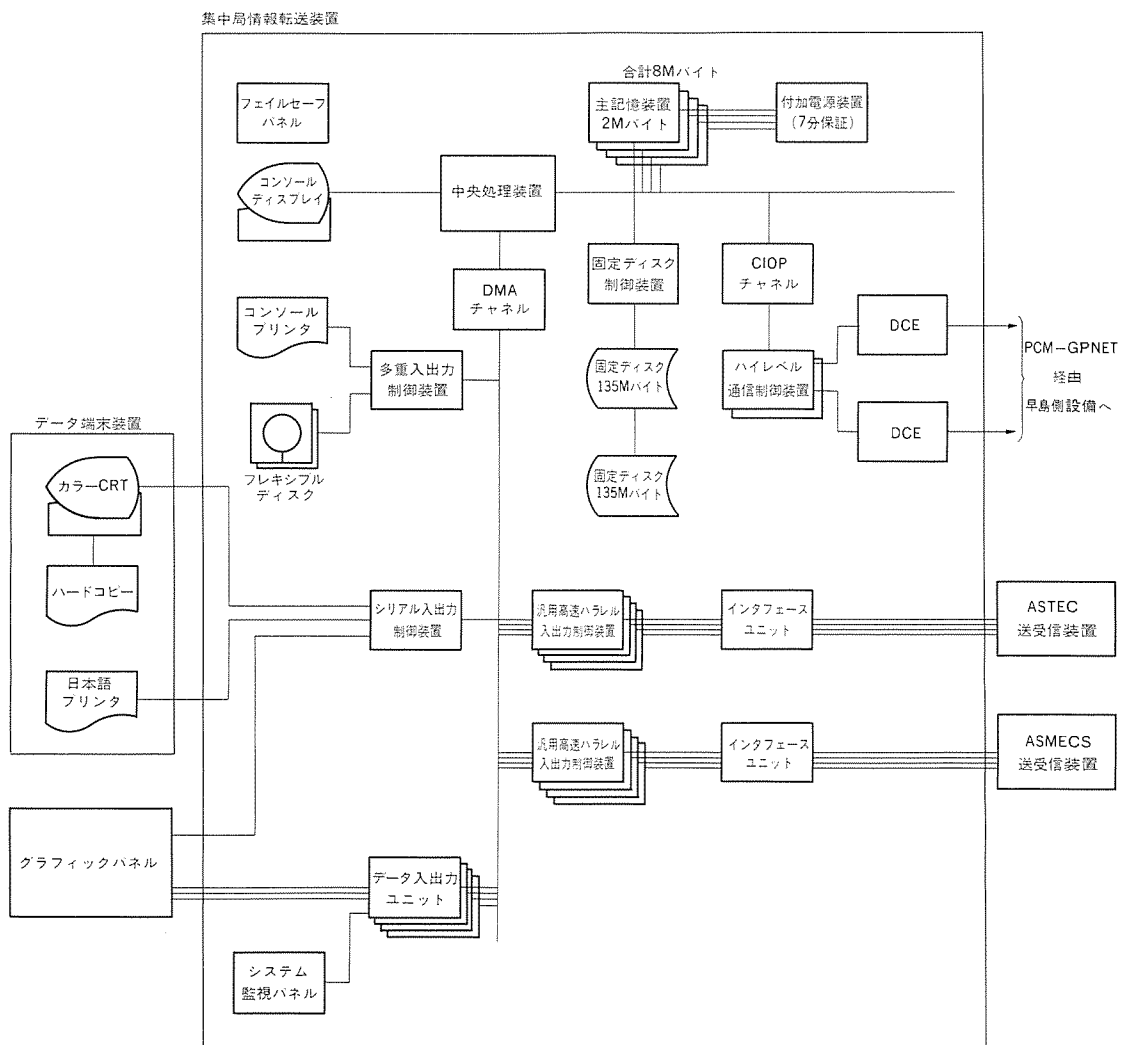 集中局情報転送装置
合計8Mバイト
フェイルセーフ
パネル
主記憶装置
2Mバイト
付加電源装置
(7分保証)
コンソール
ディスプレイ
中央処理装置
固定ディスク
制御装置
CIOP
チャネル
DMA
チャネル
コンソール
プリンタ
DCE
多重入出力
制御装置
固定ディスク
135Mバイト
ハイレベル
通信制御装置
PCM-GPNET
経由
早島側設備へ
DCE
データ端末装置
フレキシブル
ディスク
固定ディスク
135Mバイト
カラーCRT
ハードコピー
シリアル入出力
制御装置
汎用高速ハラレル
入出力制御装置
インタフェース
ユニット
ASTEC
送受信装置
日本語
プリンタ
汎用高速ハラレル
入出力制御装置
インタフェース
ユニット
ASMECS
送受信装置
グラフィックパネル
データ入出力
ユニット
システム
監視パネル